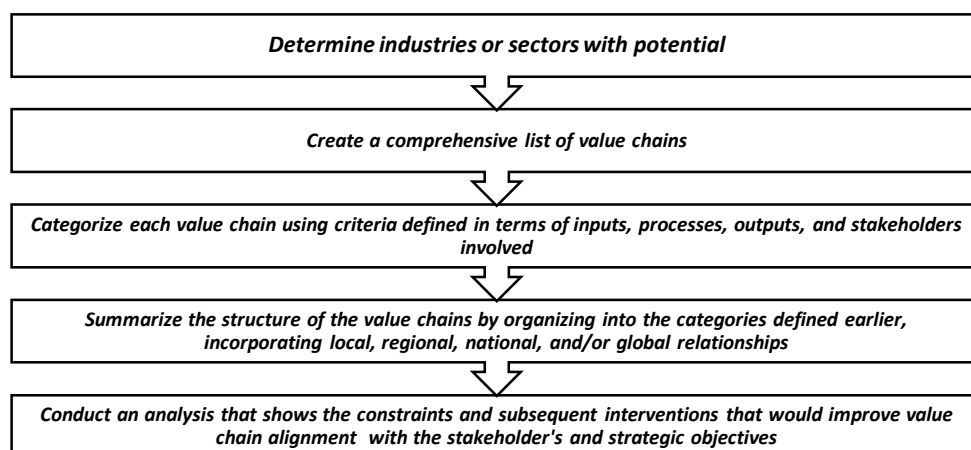 Determine industries or sectors with potential
Create a comprehensive list of value chains
Categorize each value chain using criteria defined in terms of inputs, processes, outputs, and stakeholders
involved
Summarize the structure of the value chains by organizing into the categories defined earlier,
incorporating local, regional, national, and/or global relationships
Conduct an analysis that shows the constraints and subsequent interventions that would improve value
chain alignment with the stakeholder's and strategic objectives